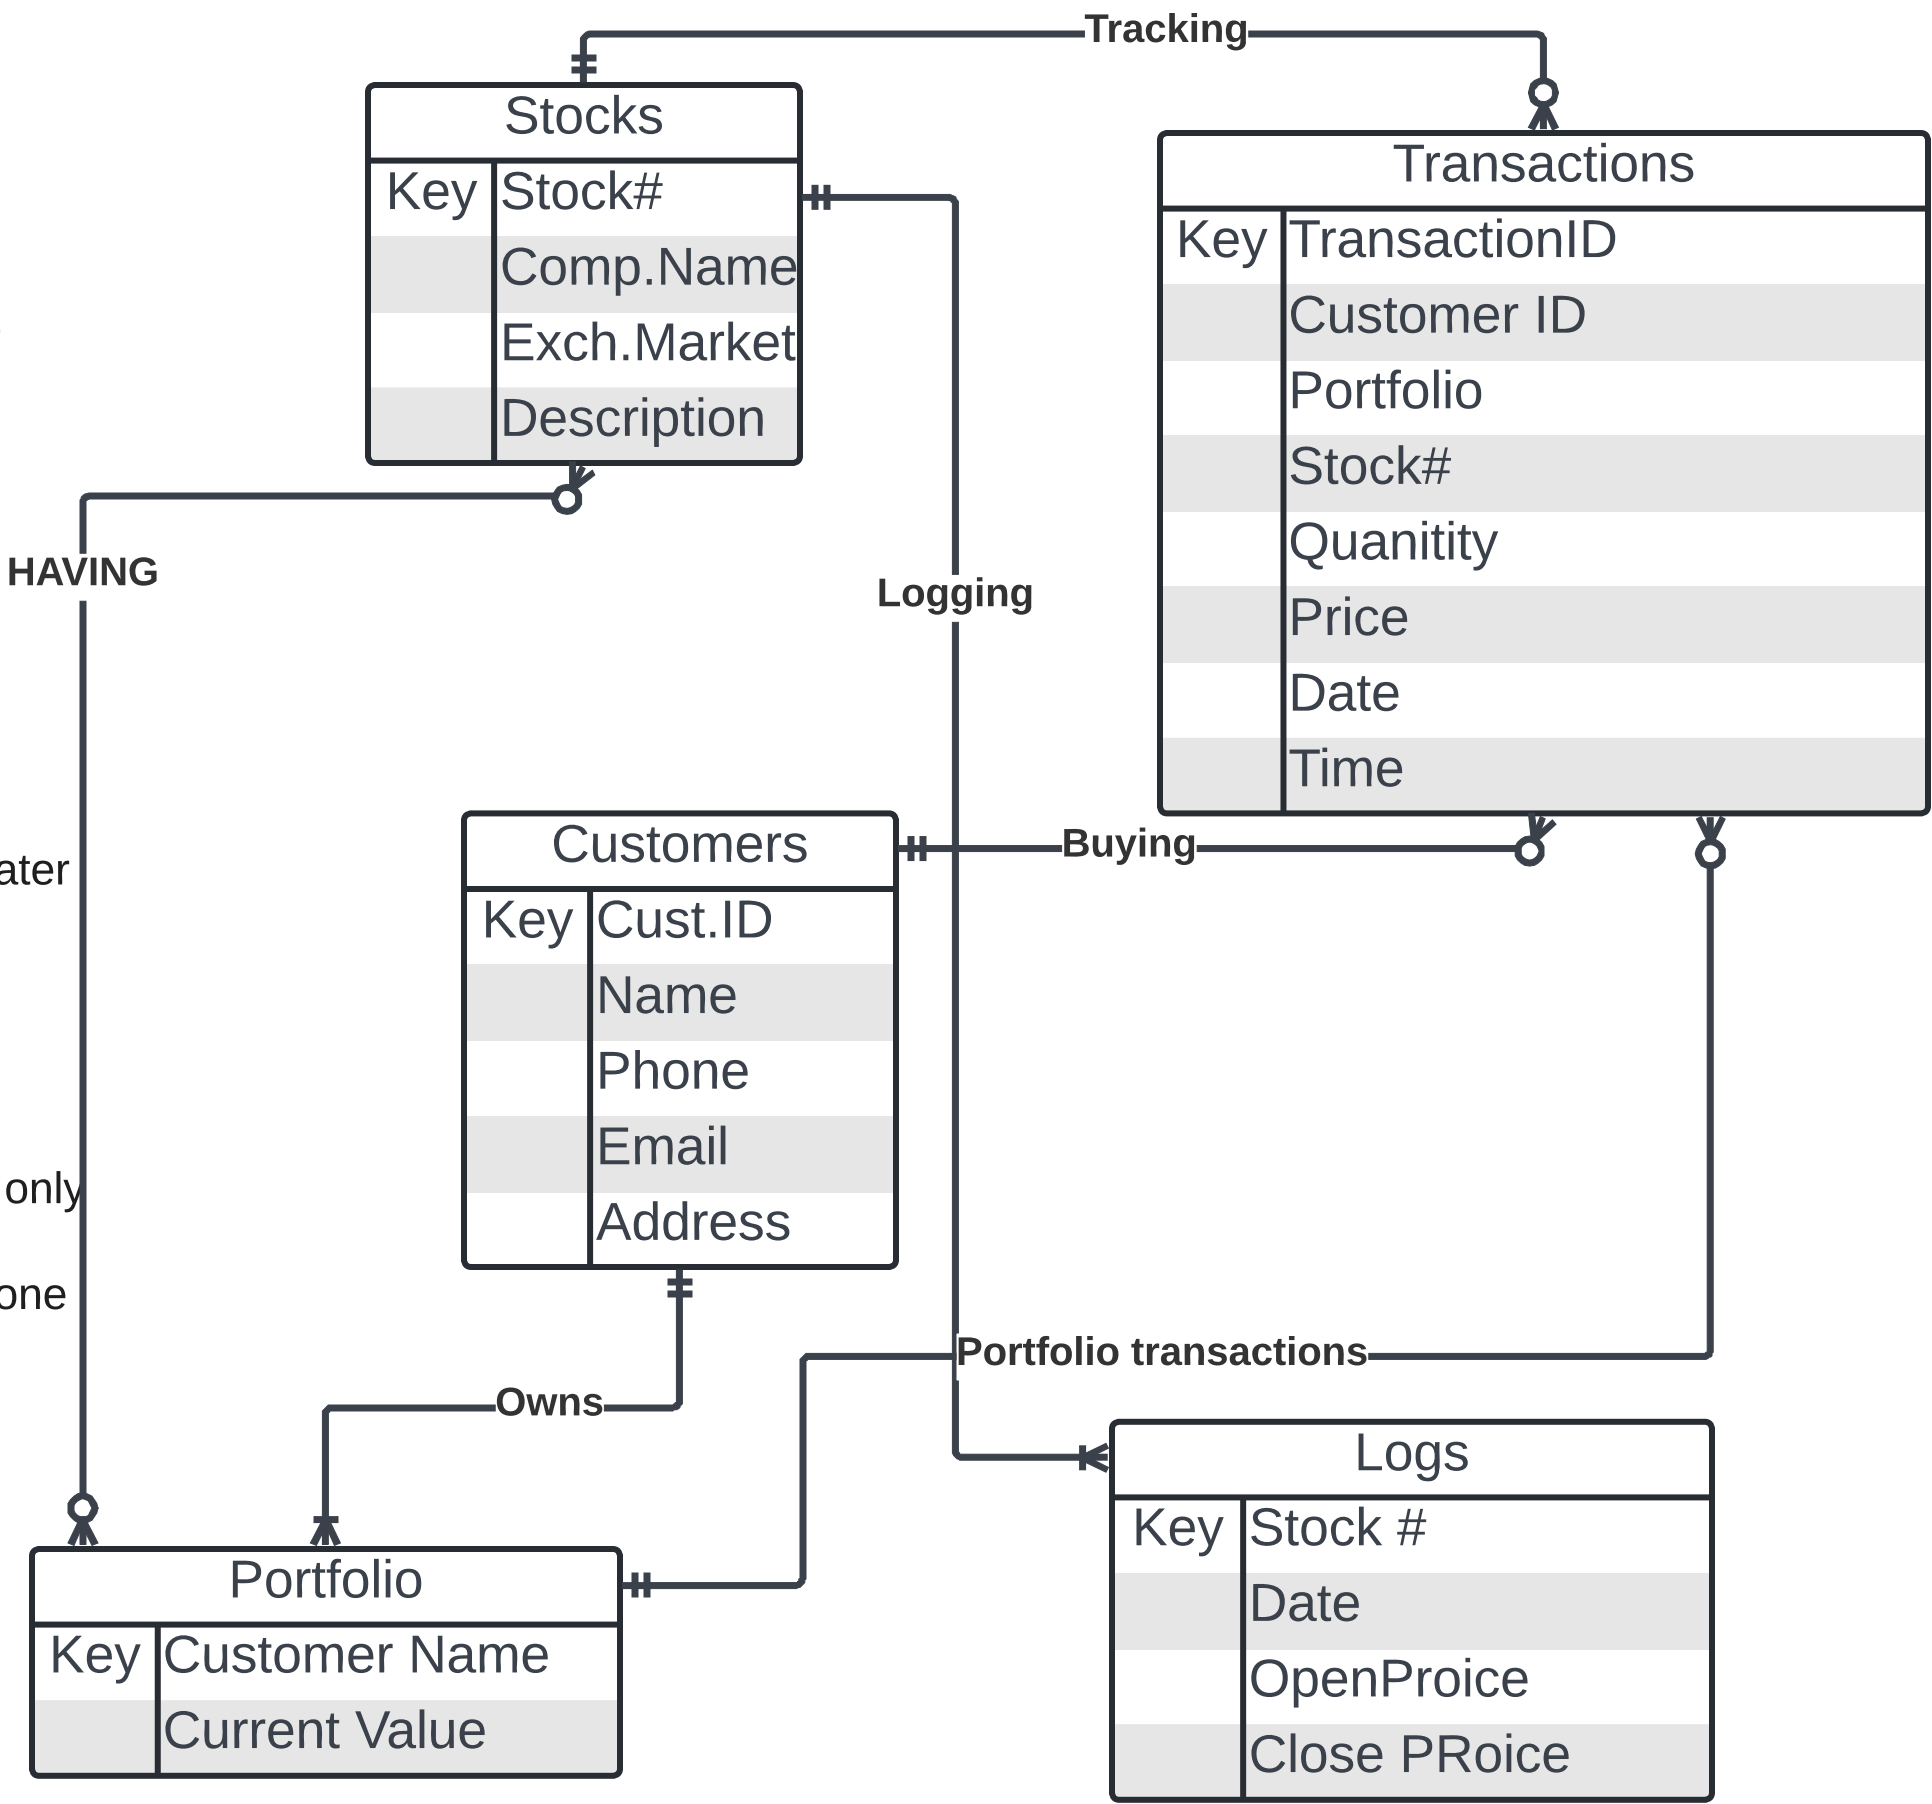 Tracking
Stocks
Key Stock#
Comp.Name
Exch.Market
Description
Transactions
Key TransactionID
Customer ID
Portfolio
Stock#
Quanitity
Price
Date
Time
HAVING
Logging
Buying
Customers
Key Cust.ID
Name
Phone
Email
Address
ater
only
one
Portfolio transactions
Owns
Logs
Key Stock #
Date
OpenProice
Close PRoice
Portfolio
Key Customer Name
Current Value